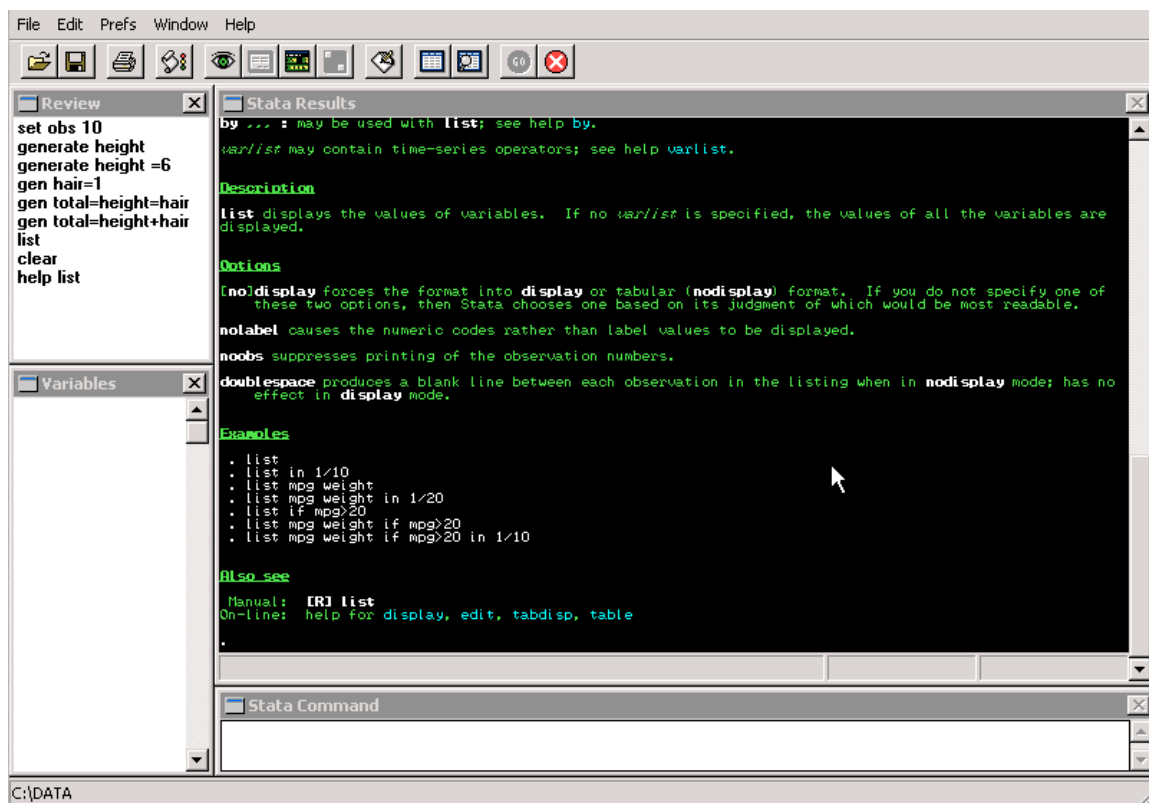 File Edit Prefs Window Help
GO
Review
set obs 10
generate height
generate height =6
gen hair=1
gen total=height=hair
gen total=height+hair
list
clear
help list
Variables
Stata Results
by ... : may be used with list; see help by.
varlist may contain time-series operators; see help varlist.
Description
list displays the values of variables.  If no varlist is specified, the values of all the variables are
displayed.
Options
[no]display forces the format into display or tabular (nodisplay) format.  If you do not specify one of
these two options, then Stata chooses one based on its judgment of which would be most readable.
nolabel causes the numeric codes rather than label values to be displayed.
noobs suppresses printing of the observation numbers.
doublespace produces a blank line between each observation in the listing when in nodisplay mode; has no
effect in display mode.
Examples
. list
. list in 1/10
. list mpg weight
. list mpg weight in 1/20
. list if mpg>20
. list mpg weight if mpg>20
. list mpg weight if mpg>20 in 1/10
Also see
Manual:  [R] list
On-line:  help for display, edit, tabdisp, table
.
Stata Command
C:\DATA